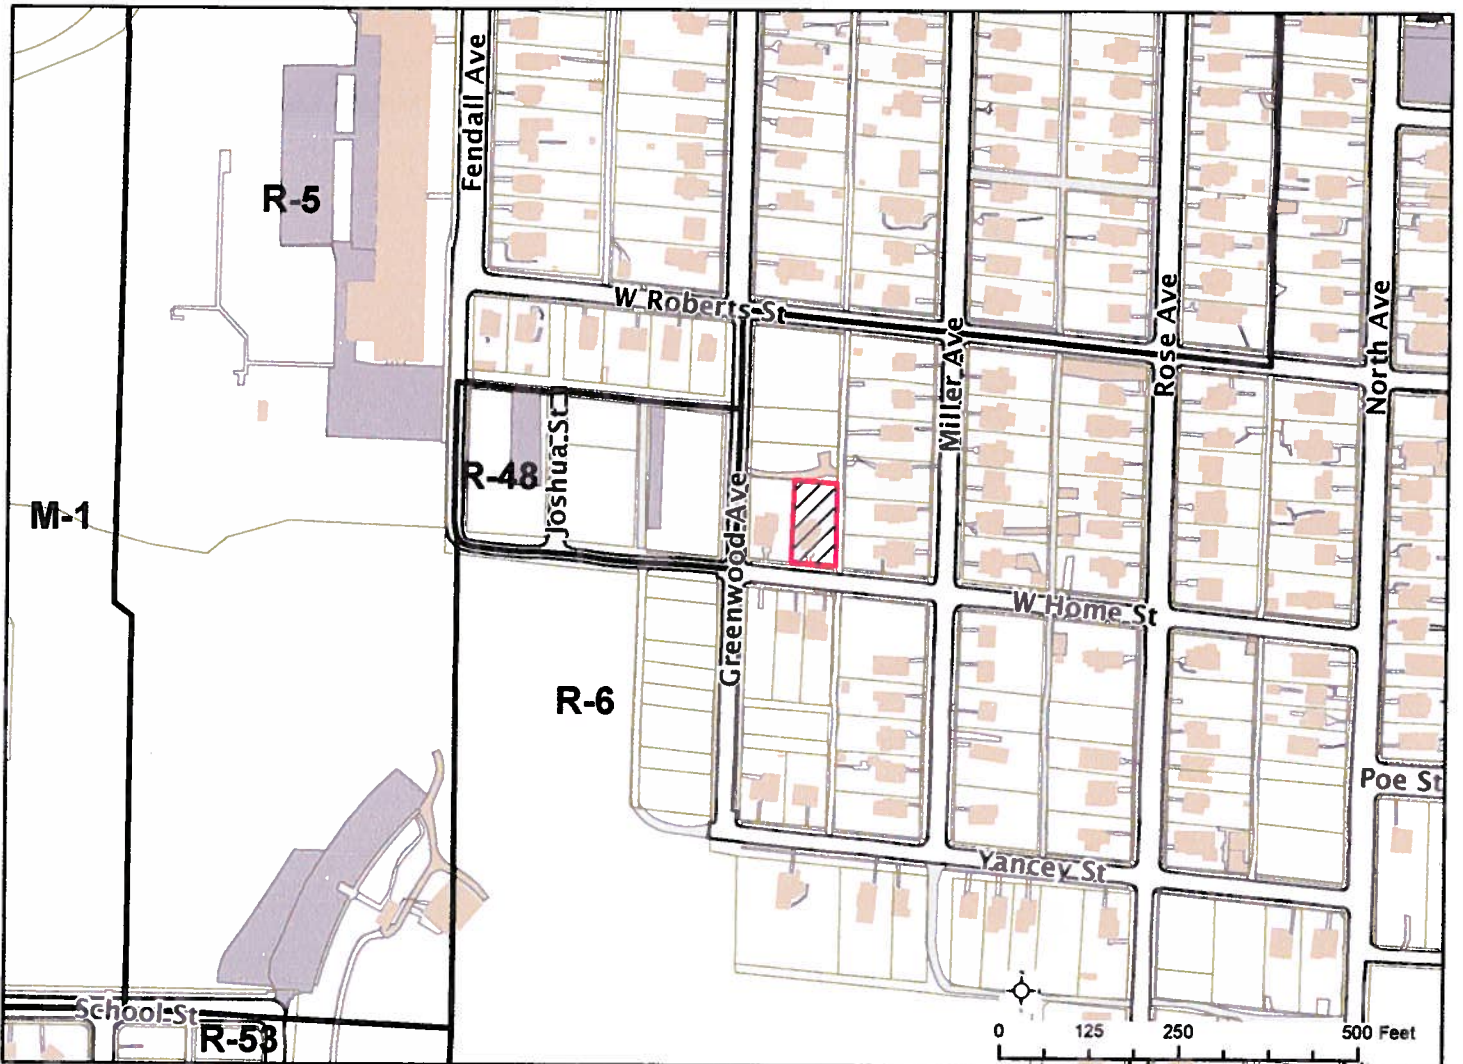 Fendall Ave
R-5
W Roberts St
Miller Ave
Rose Ave
North Ave
R-48
Joshua St
Greenwood Ave
M-1
W Home St
R-6
Poe St
Yancey St
School St
R-53
0 125 250 500 Feet